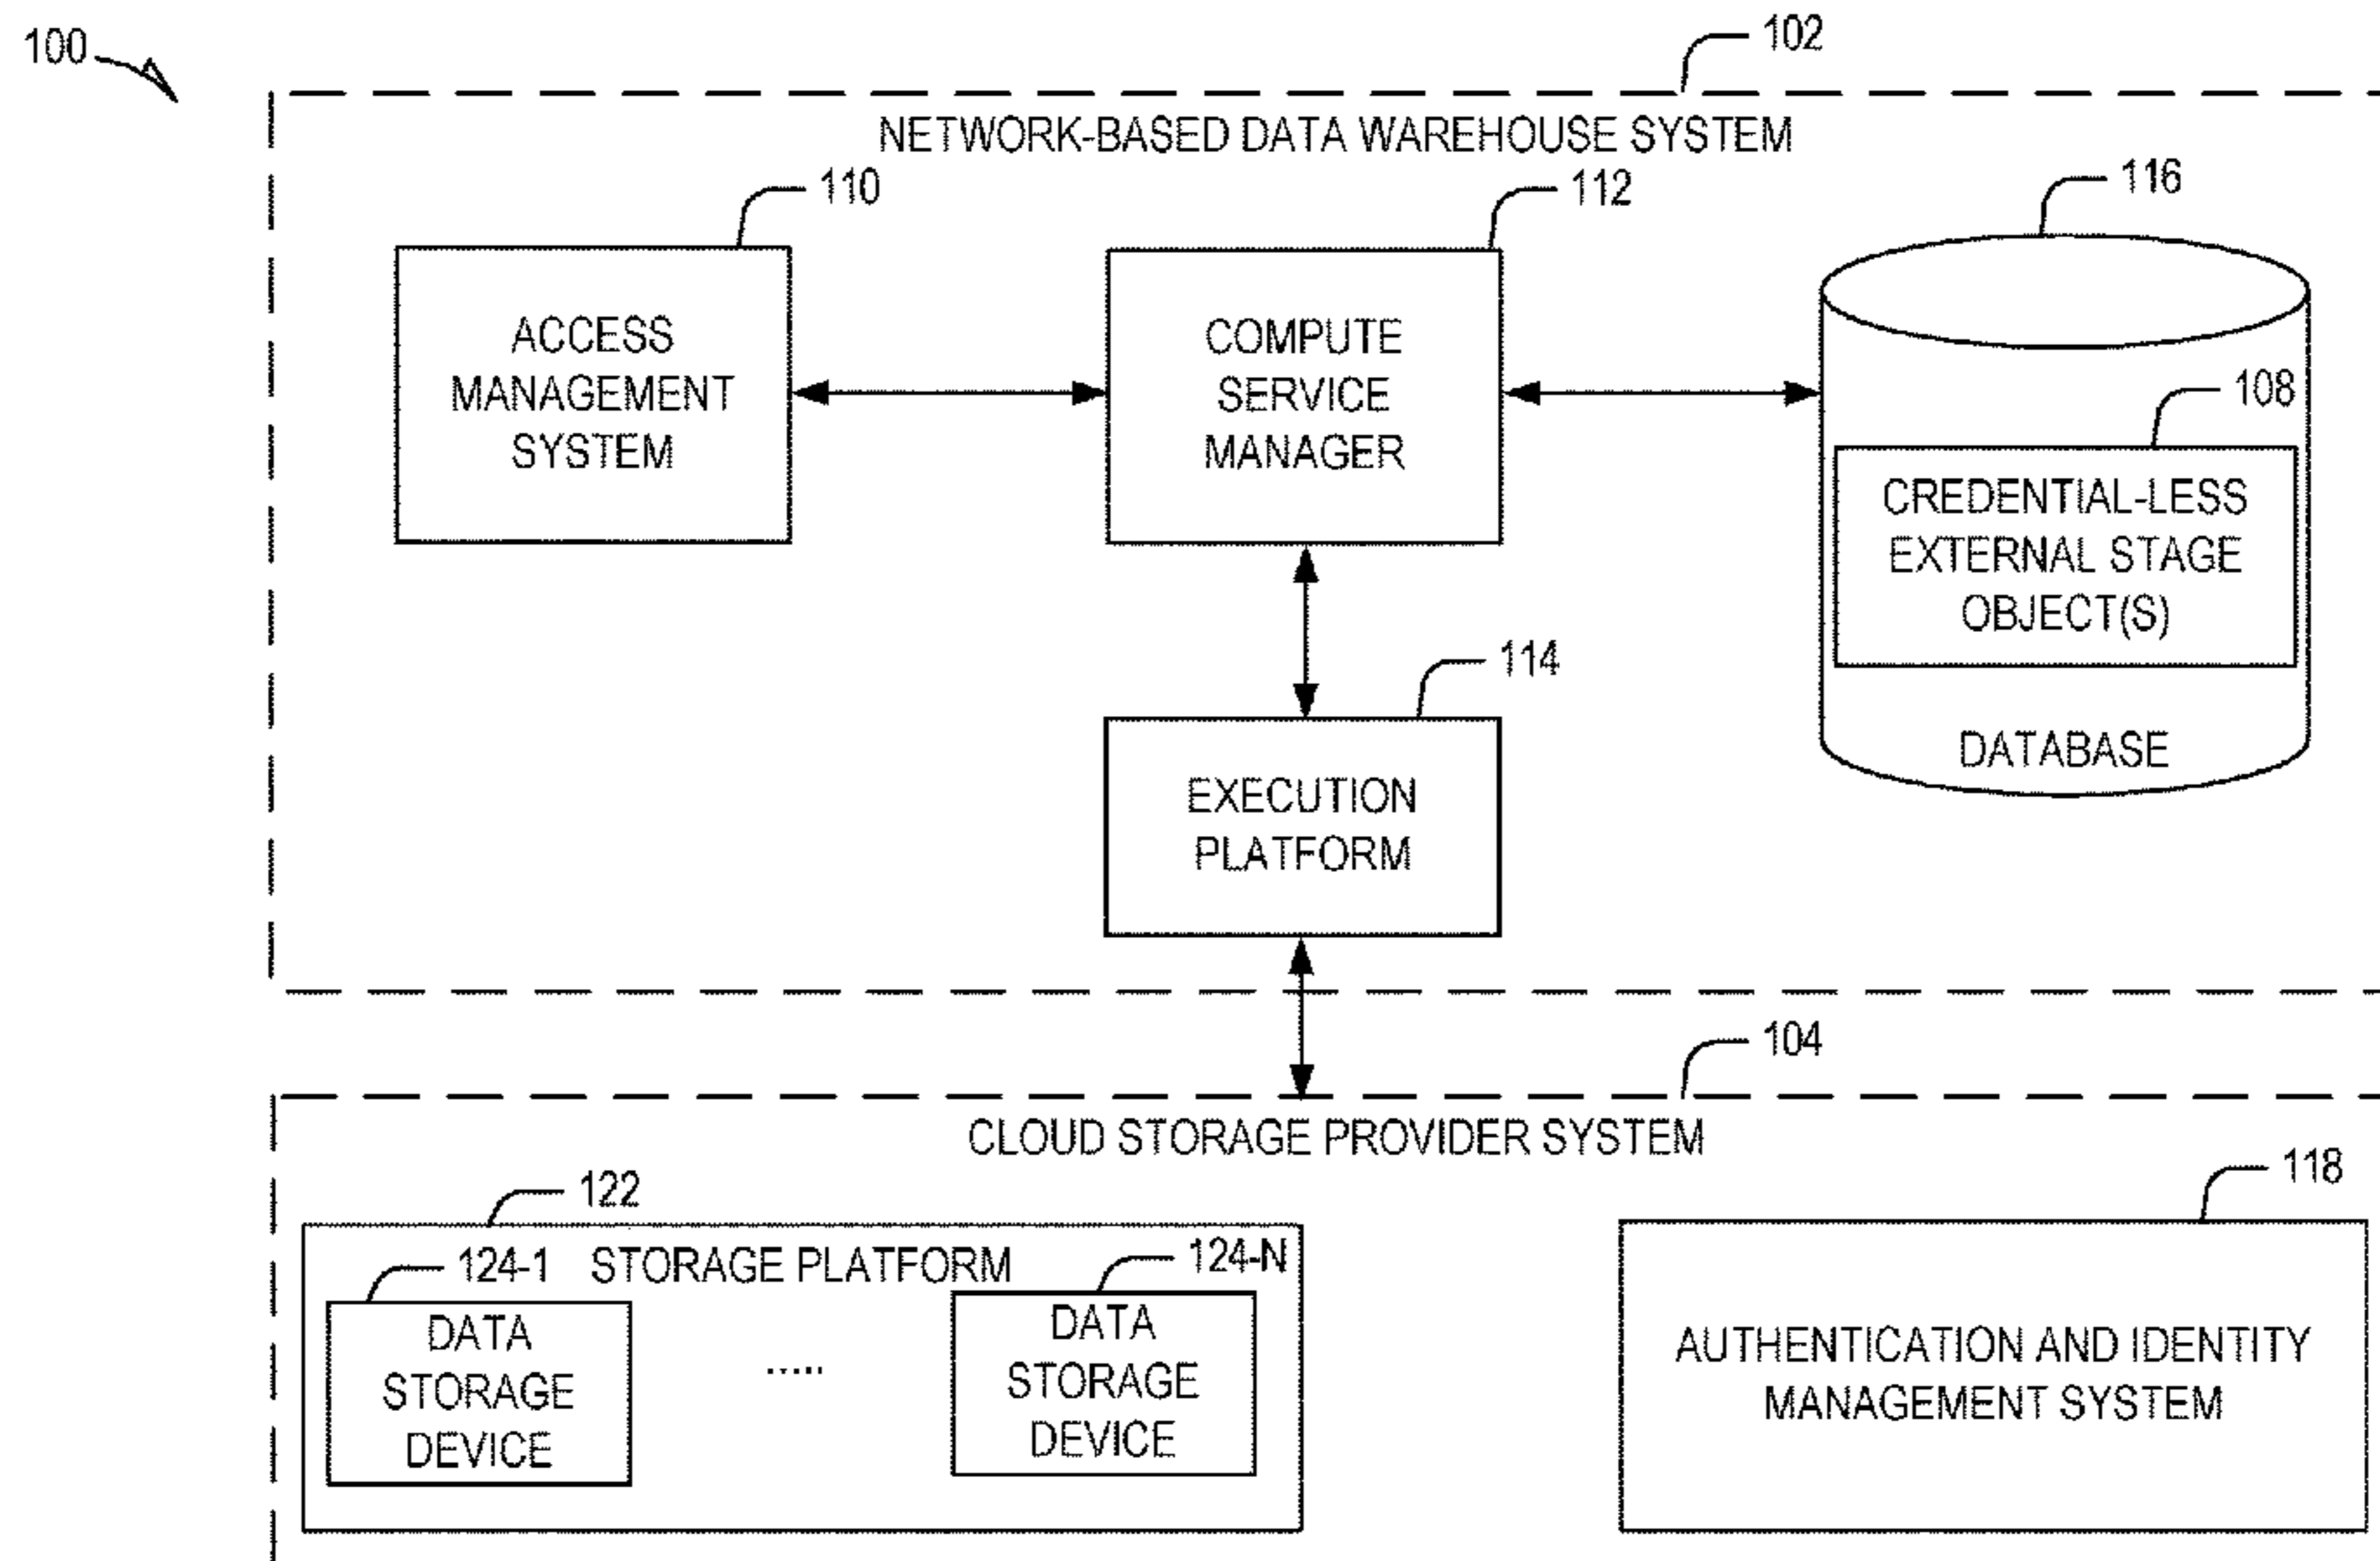 100
102
NETWORK-BASED DATA WAREHOUSE SYSTEM
110
112
116
ACCESS
MANAGEMENT
SYSTEM
COMPUTE
SERVICE
MANAGER
108
CREDENTIAL-LESS
EXTERNAL STAGE
OBJECT(S)
DATABASE
114
EXECUTION
PLATFORM
104
CLOUD STORAGE PROVIDER SYSTEM
122
118
STORAGE PLATFORM
124-1
124-N
DATA
STORAGE
DEVICE
.....
DATA
STORAGE
DEVICE
AUTHENTICATION AND IDENTITY
MANAGEMENT SYSTEM